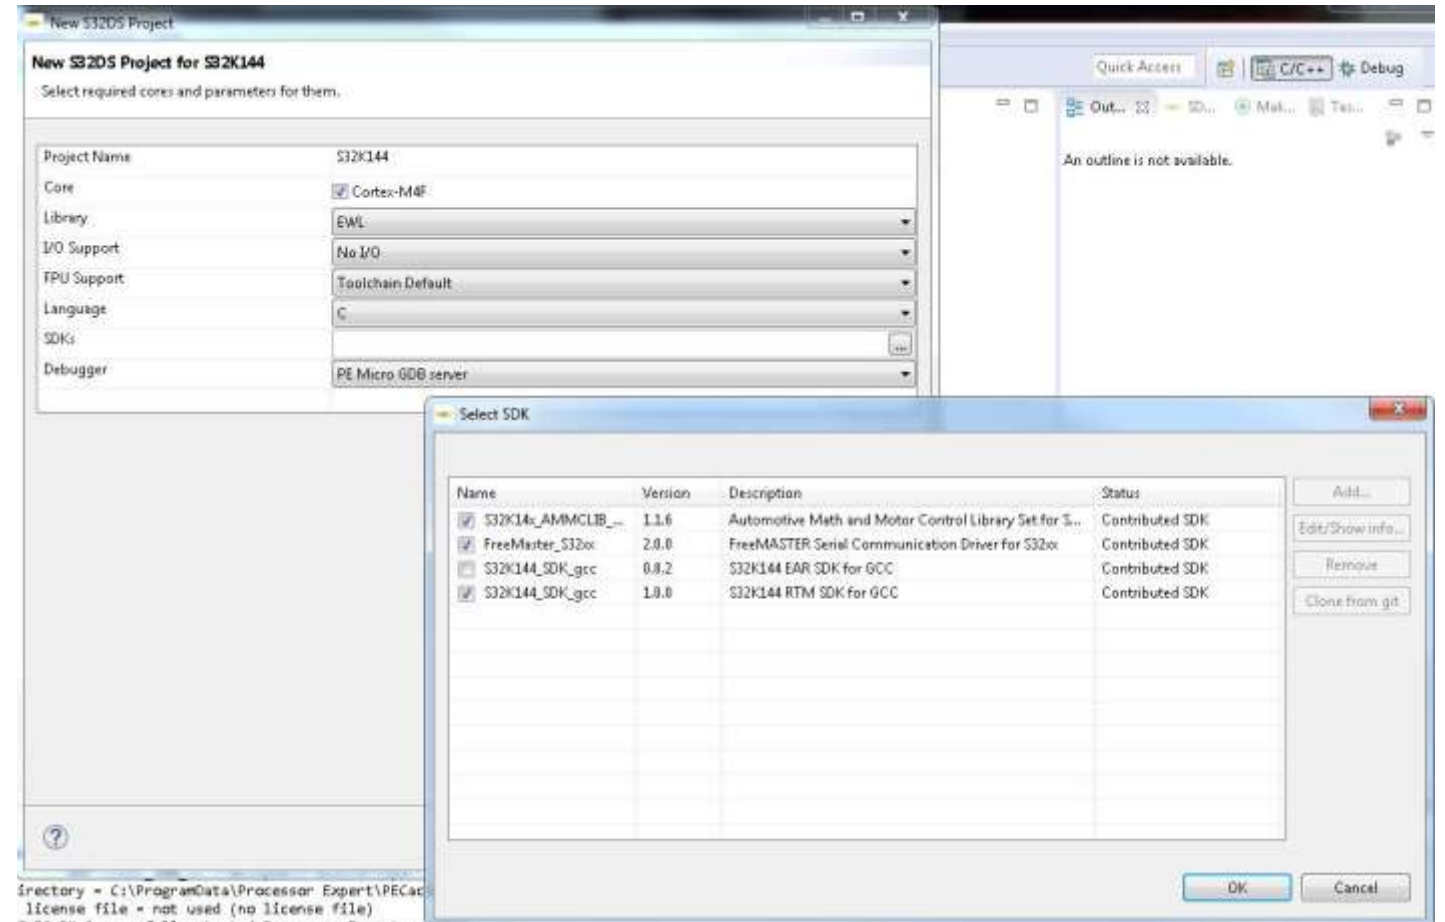 New S32DS Project
New S32DS Project for S32K144
Select required cores and parameters for them.
Project Name S32K144
Core Cortex-M4F
Library EWL
I/O Support No I/O
FPU Support Toolchain Default
Language C
SDKs ...
Debugger PE Micro GDB server
Quick Access C/C++ Debug
Out... SD... Mak... Tas...
An outline is not available.
Select SDK
Name Version Description Status
S32K14x_AMMCLIB_... 1.1.6 Automotive Math and Motor Control Library Set for S... Contributed SDK
FreeMaster_S32xx 2.0.0 FreeMASTER Serial Communication Driver for S32xx Contributed SDK
S32K144_SDK_gcc 0.8.2 S32K144 EAR SDK for GCC Contributed SDK
S32K144_SDK_gcc 1.0.0 S32K144 RTM SDK for GCC Contributed SDK
Add...
Edit/Show info...
Remove
Clone from git
OK Cancel
irectory = C:\ProgramData\Processor Expert\PECac
license file = not used (no license file)